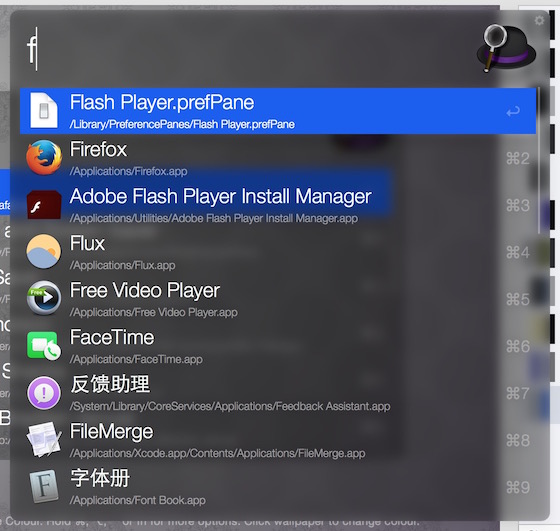 f
Flash Player.prefPane
/Library/PreferencePanes/Flash Player.prefPane
Firefox
/Applications/Firefox.app
⌘2
Adobe Flash Player Install Manager
/Applications/Utilities/Adobe Flash Player Install Manager.app
⌘3
Flux
/Applications/Flux.app
⌘4
Free Video Player
/Applications/Free Video Player.app
⌘5
FaceTime
/Applications/FaceTime.app
⌘6
反馈助理
/System/Library/CoreServices/Applications/Feedback Assistant.app
⌘7
FileMerge
/Applications/Xcode.app/Contents/Applications/FileMerge.app
⌘8
字体册
/Applications/Font Book.app
⌘9
Colour. Hold ⌘, ⌥, ^ or fn for more options. Click wallpaper to change colour.